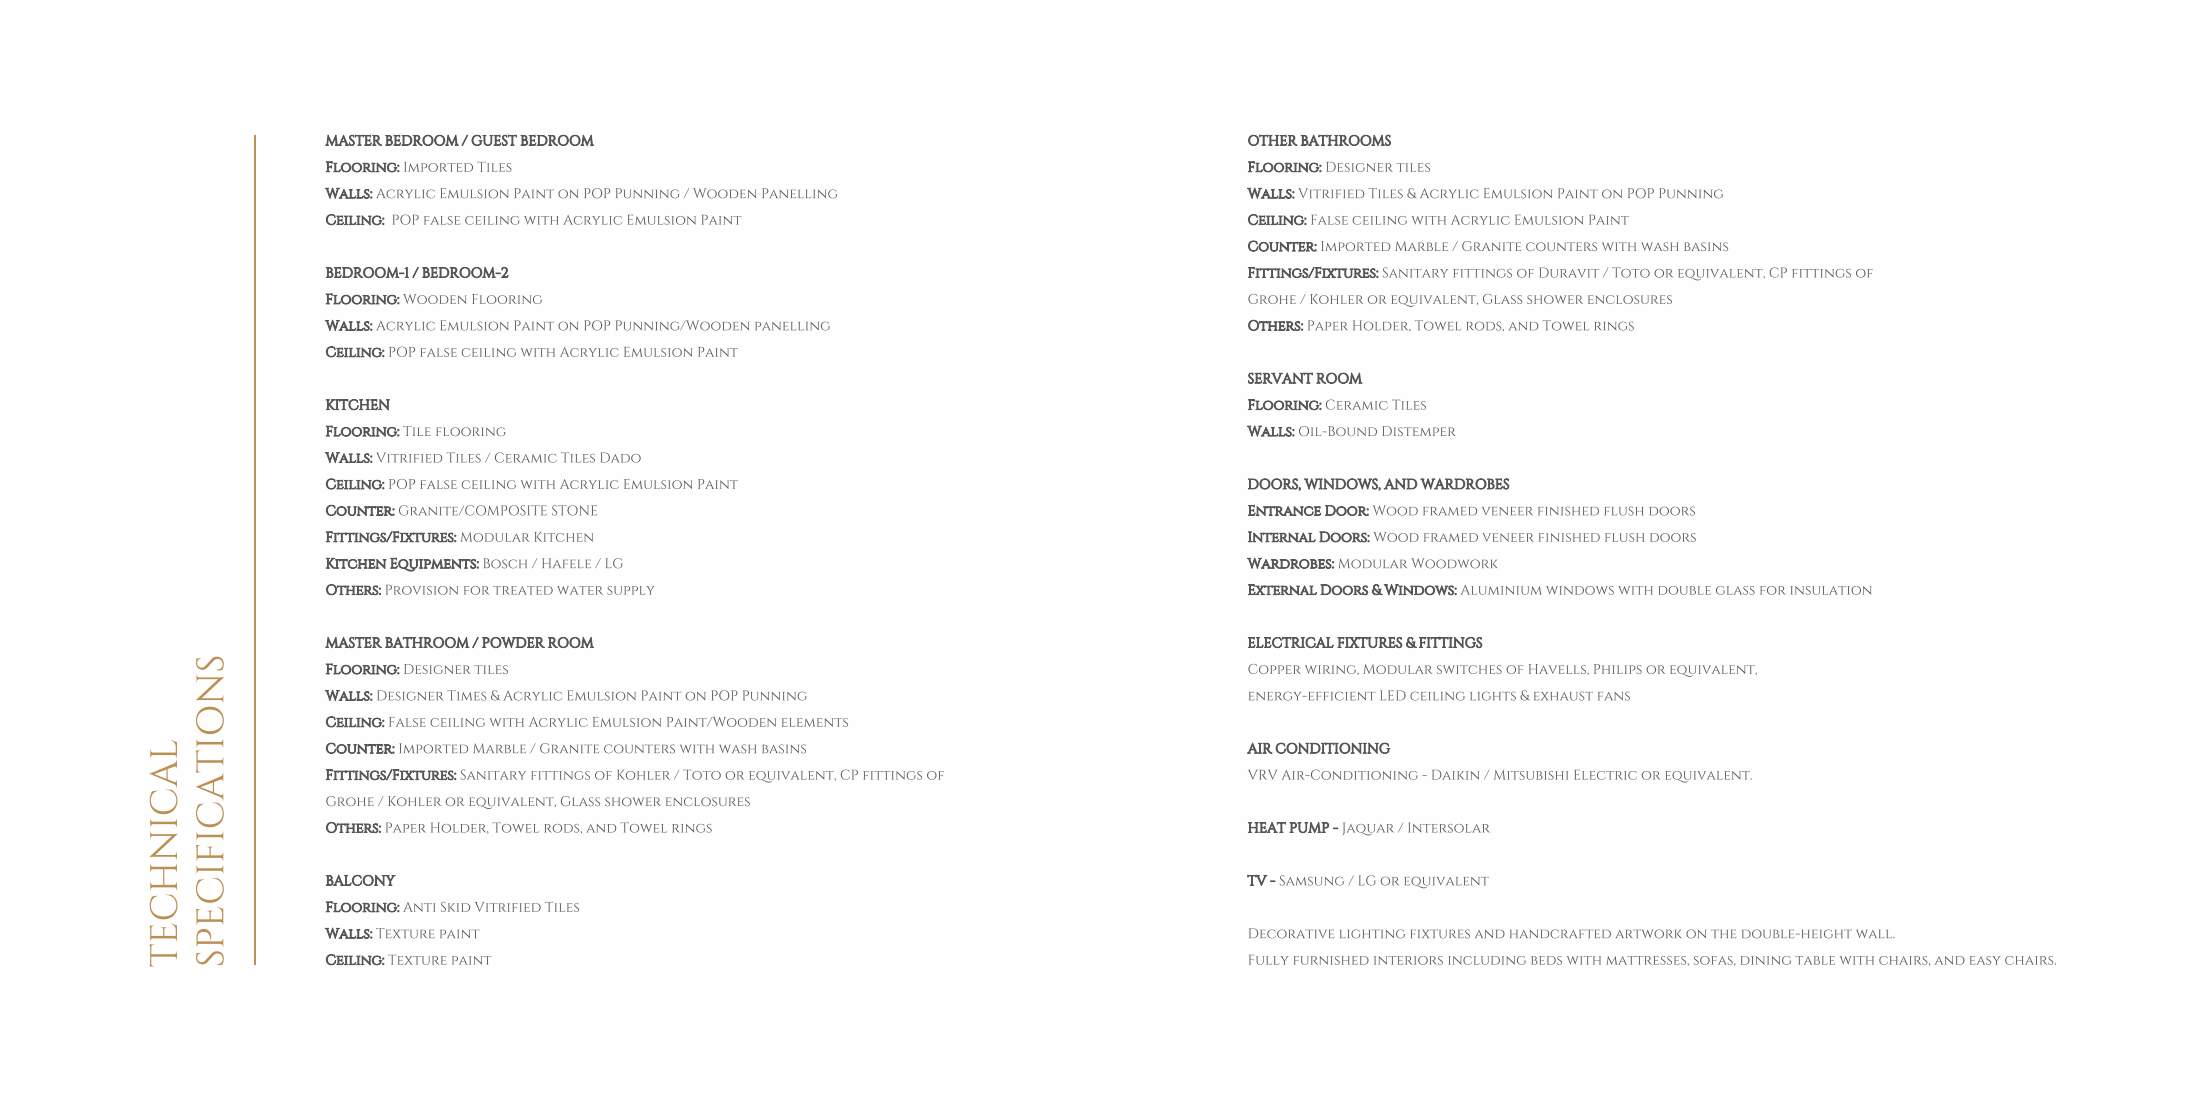 TECHNICAL
SPECIFICATIONS
MASTER BEDROOM / GUEST BEDROOM
Flooring: Imported Tiles
Walls: Acrylic Emulsion Paint on POP Punning / Wooden Panelling
Ceiling: POP false ceiling with Acrylic Emulsion Paint
BEDROOM-1 / BEDROOM-2
Flooring: Wooden Flooring
Walls: Acrylic Emulsion Paint on POP Punning/Wooden panelling
Ceiling: POP false ceiling with Acrylic Emulsion Paint
KITCHEN
Flooring: Tile flooring
Walls: Vitrified Tiles / Ceramic Tiles Dado
Ceiling: POP false ceiling with Acrylic Emulsion Paint
Counter: Granite/COMPOSITE STONE
Fittings/Fixtures: Modular Kitchen
Kitchen Equipments: Bosch / Hafele / LG
Others: Provision for treated water supply
MASTER BATHROOM / POWDER ROOM
Flooring: Designer tiles
Walls: Designer Times & Acrylic Emulsion Paint on POP Punning
Ceiling: False ceiling with Acrylic Emulsion Paint/Wooden elements
Counter: Imported Marble / Granite counters with wash basins
Fittings/Fixtures: Sanitary fittings of Kohler / Toto or equivalent, CP fittings of
Grohe / Kohler or equivalent, Glass shower enclosures
Others: Paper Holder, Towel rods, and Towel rings
BALCONY
Flooring: Anti Skid Vitrified Tiles
Walls: Texture paint
Ceiling: Texture paint
OTHER BATHROOMS
Flooring: Designer tiles
Walls: Vitrified Tiles & Acrylic Emulsion Paint on POP Punning
Ceiling: False ceiling with Acrylic Emulsion Paint
Counter: Imported Marble / Granite counters with wash basins
Fittings/Fixtures: Sanitary fittings of Duravit / Toto or equivalent, CP fittings of
Grohe / Kohler or equivalent, Glass shower enclosures
Others: Paper Holder, Towel rods, and Towel rings
SERVANT ROOM
Flooring: Ceramic Tiles
Walls: Oil-Bound Distemper
DOORS, WINDOWS, AND WARDROBES
Entrance Door: Wood framed veneer finished flush doors
Internal Doors: Wood framed veneer finished flush doors
Wardrobes: Modular Woodwork
External Doors & Windows: Aluminium windows with double glass for insulation
ELECTRICAL FIXTURES & FITTINGS
Copper wiring, Modular switches of Havells, Philips or equivalent,
energy-efficient LED ceiling lights & exhaust fans
AIR CONDITIONING
VRV Air-Conditioning - Daikin / Mitsubishi Electric or equivalent.
HEAT PUMP - Jaquar / Intersolar
TV - Samsung / LG or equivalent
Decorative lighting fixtures and handcrafted artwork on the double-height wall.
Fully furnished interiors including beds with mattresses, sofas, dining table with chairs, and easy chairs.